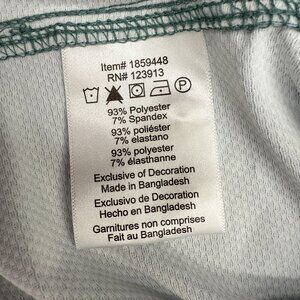 Item# 1859448
RN# 123913
93% Polyester
7% Spandex
93% poliéster
7% elastano
93% polyester
7% élasthanne
Exclusive of Decoration
Made in Bangladesh
Exclusivo de Decoración
Hecho en Bangladesh
Garnitures non comprises
Fait au Bangladesh